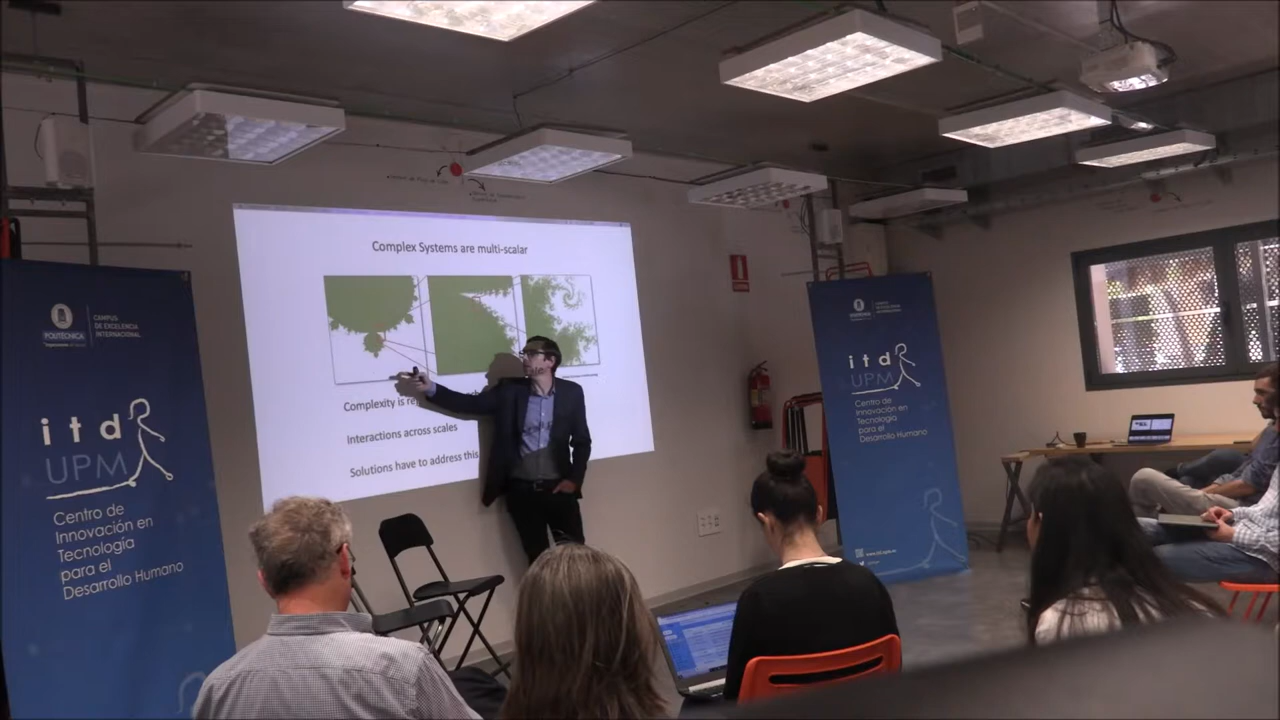 POLITÉCNICA
CAMPUS
DE EXCELENCIA
INTERNACIONAL
itd
UPM
Centro de
Innovación en
Tecnología
para el
Desarrollo Humano
Complex Systems are multi-scalar
Complexity is
Interactions across scales
Solutions have to address this
itd
UPM
Centro de
Innovación en
Tecnología
para el
Desarrollo Humano